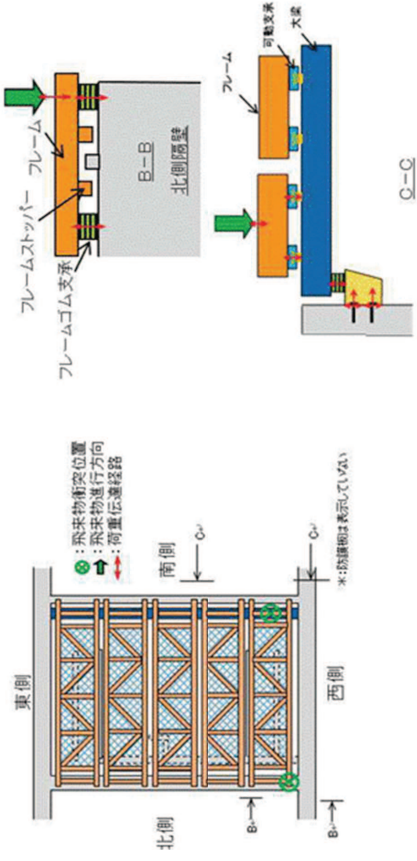 ⊗：飛来物衝突位置
⬆：飛来物進行方向
↔：荷重伝達経路
東側
南側
北側
西側
C
C
B
B
＊：防護板は表示していない
フレームストッパー
フレーム
フレームゴム支承
B－B
北側隔壁
フレーム
可動支承
大梁
C－C